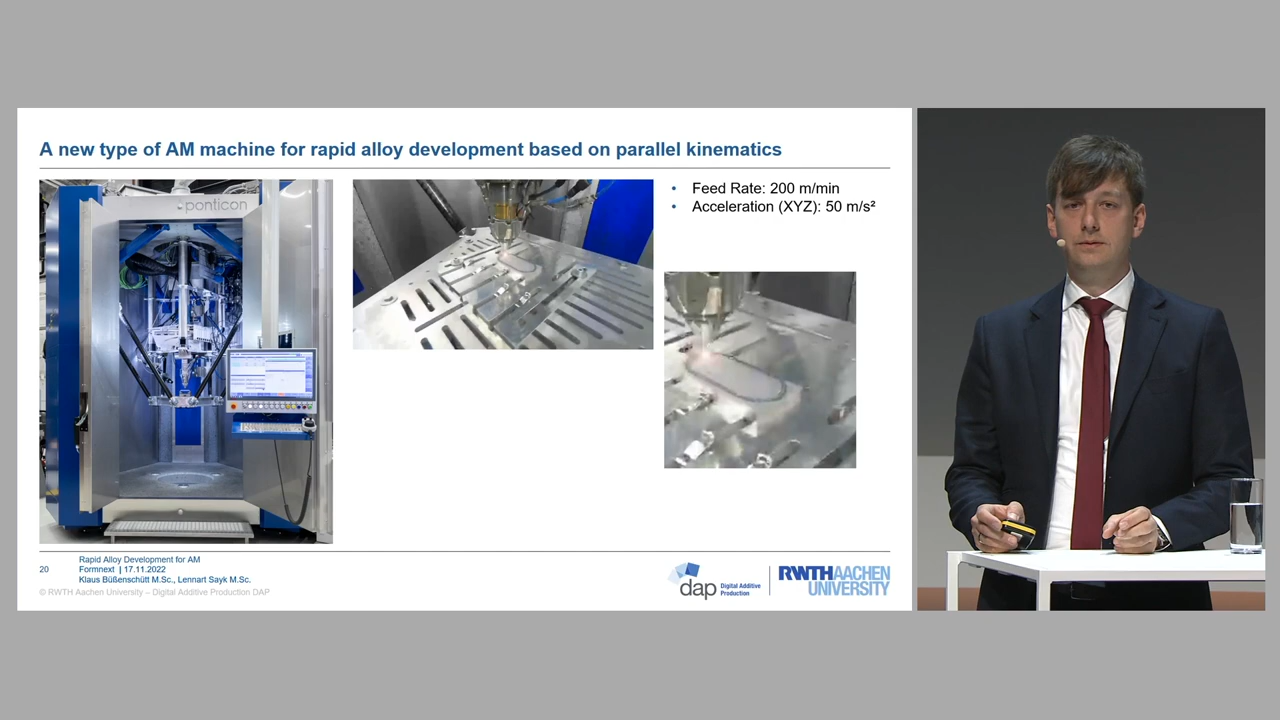 A new type of AM machine for rapid alloy development based on parallel kinematics
ponticon
• Feed Rate: 200 m/min
• Acceleration (XYZ): 50 m/s²
20
Rapid Alloy Development for AM
Formnext | 17.11.2022
Klaus Büßenschütt M.Sc., Lennart Sayk M.Sc.
© RWTH Aachen University – Digital Additive Production DAP
dap Digital Additive
Production
RWTHAACHEN
UNIVERSITY